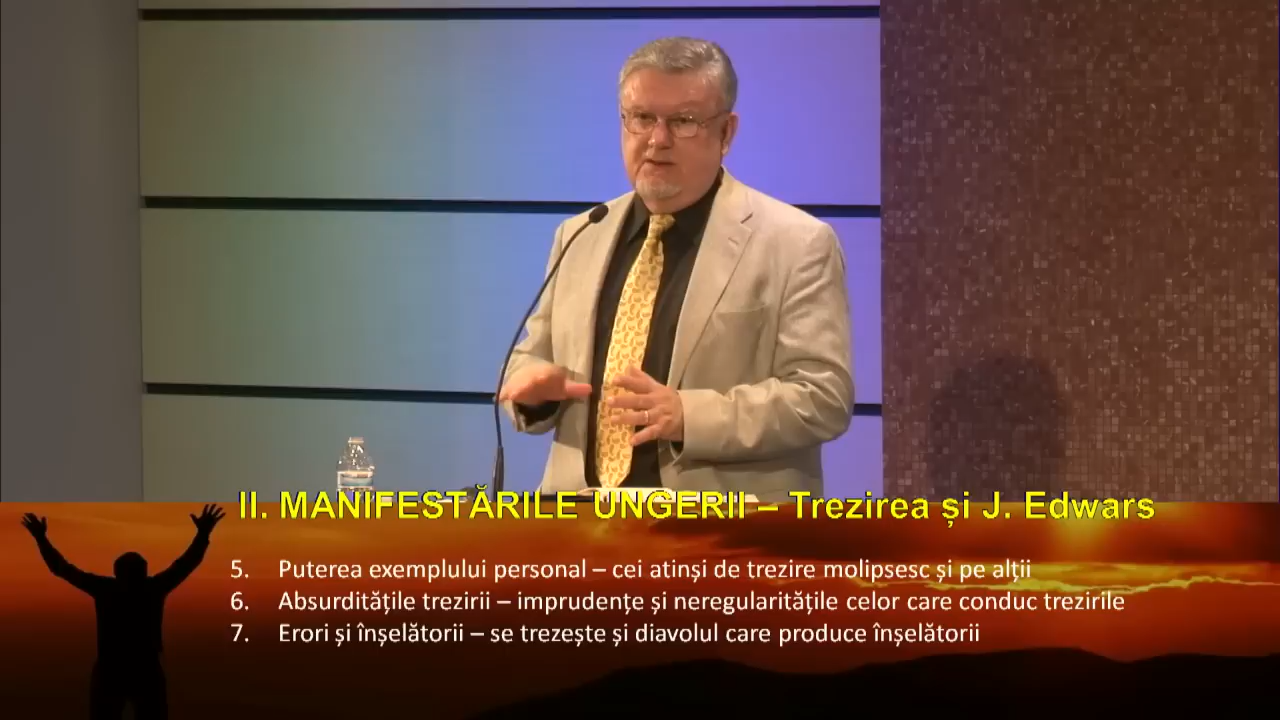 II. MANIFESTĂRILE UNGERII – Trezirea și J. Edwars
5. Puterea exemplului personal – cei atinși de trezire molipsesc și pe alții
6. Absurditățile trezirii – imprudențe și neregularitățile celor care conduc trezirile
7. Erori și înșelătorii – se trezește și diavolul care produce înșelătorii